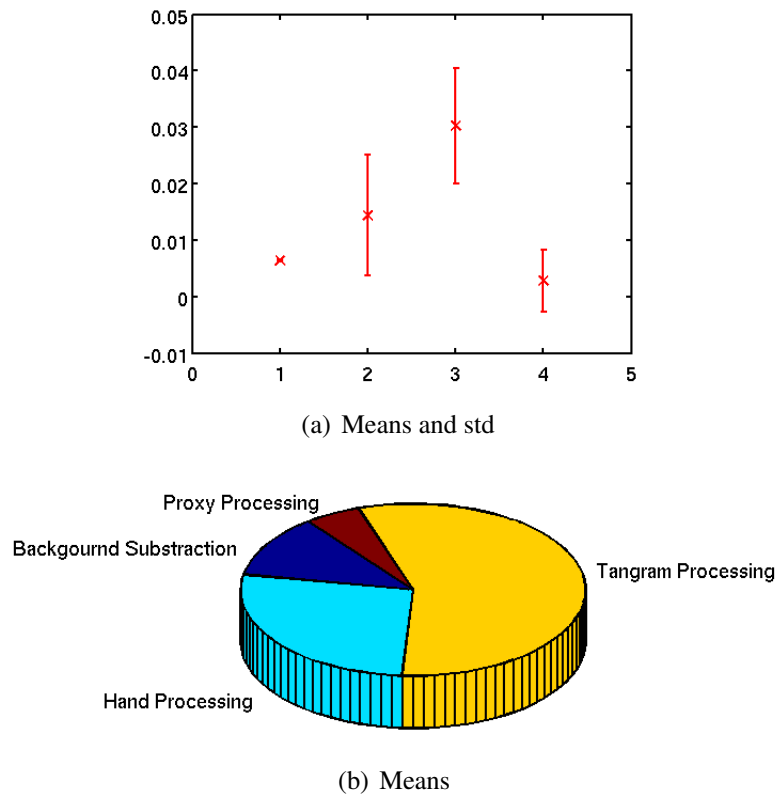 0.05
0.04
0.03
0.02
0.01
0
-0.01
0 1 2 3 4 5
(a) Means and std
Proxy Processing
Backgournd Substraction
Tangram Processing
Hand Processing
(b) Means